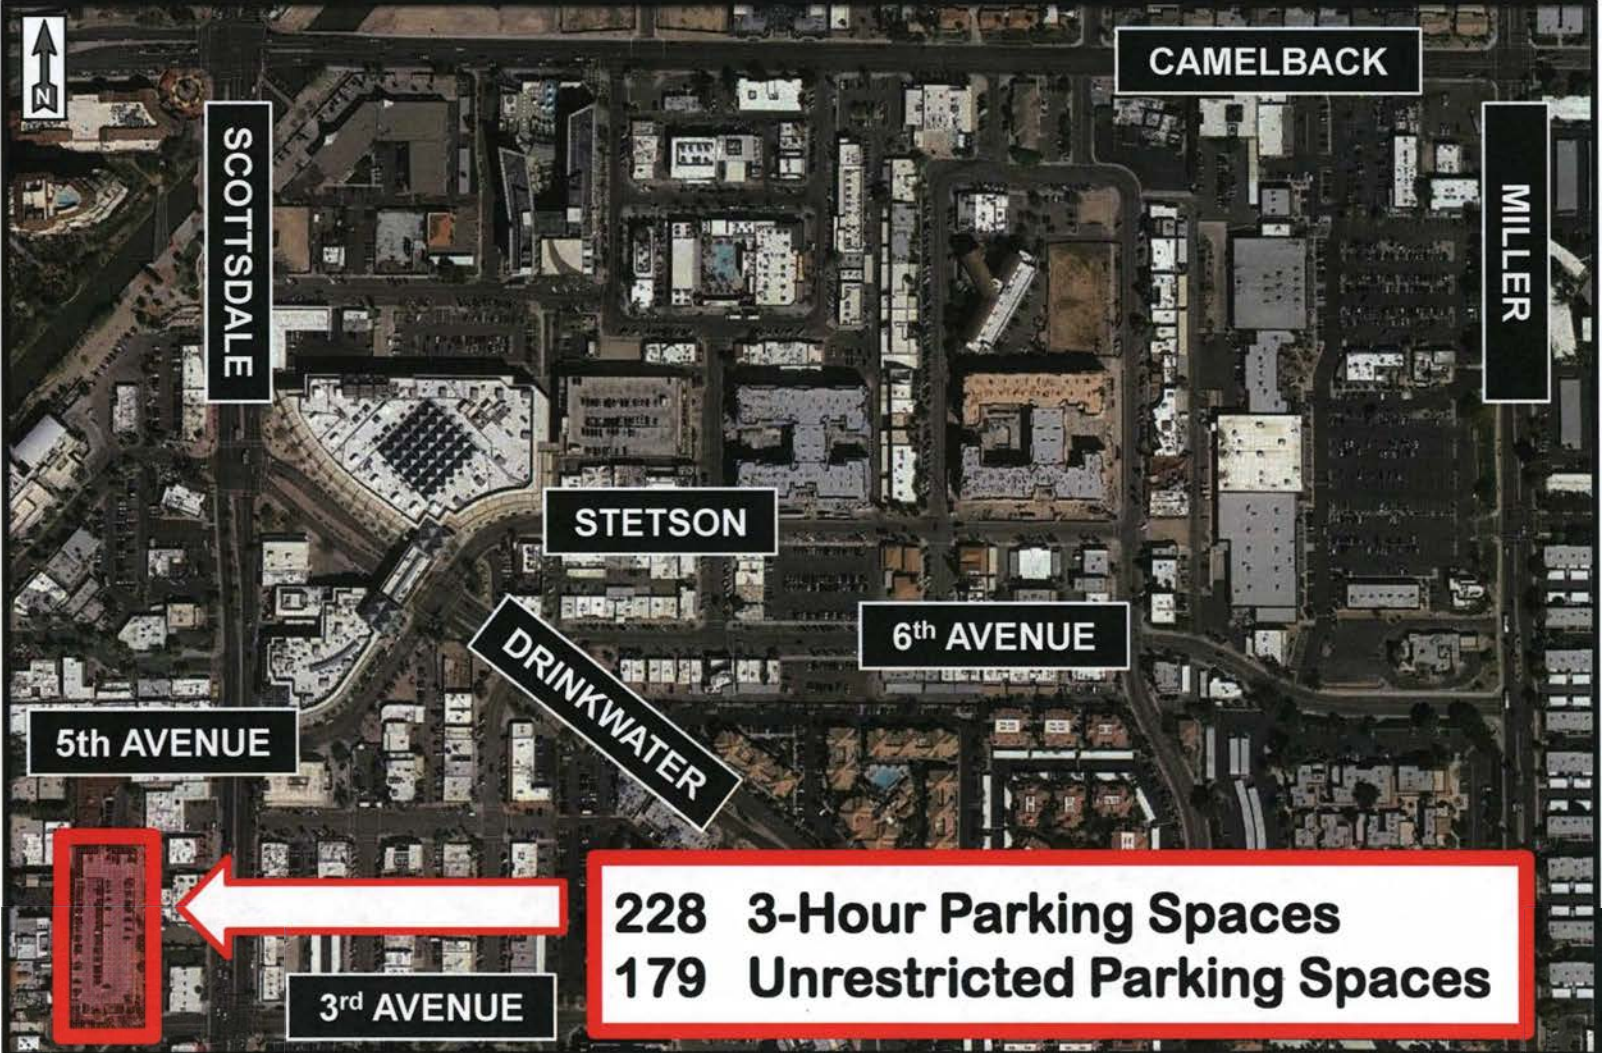 N
CAMELBACK
SCOTTSDALE
MILLER
STETSON
6th AVENUE
DRINKWATER
5th AVENUE
228 3-Hour Parking Spaces
179 Unrestricted Parking Spaces
3rd AVENUE